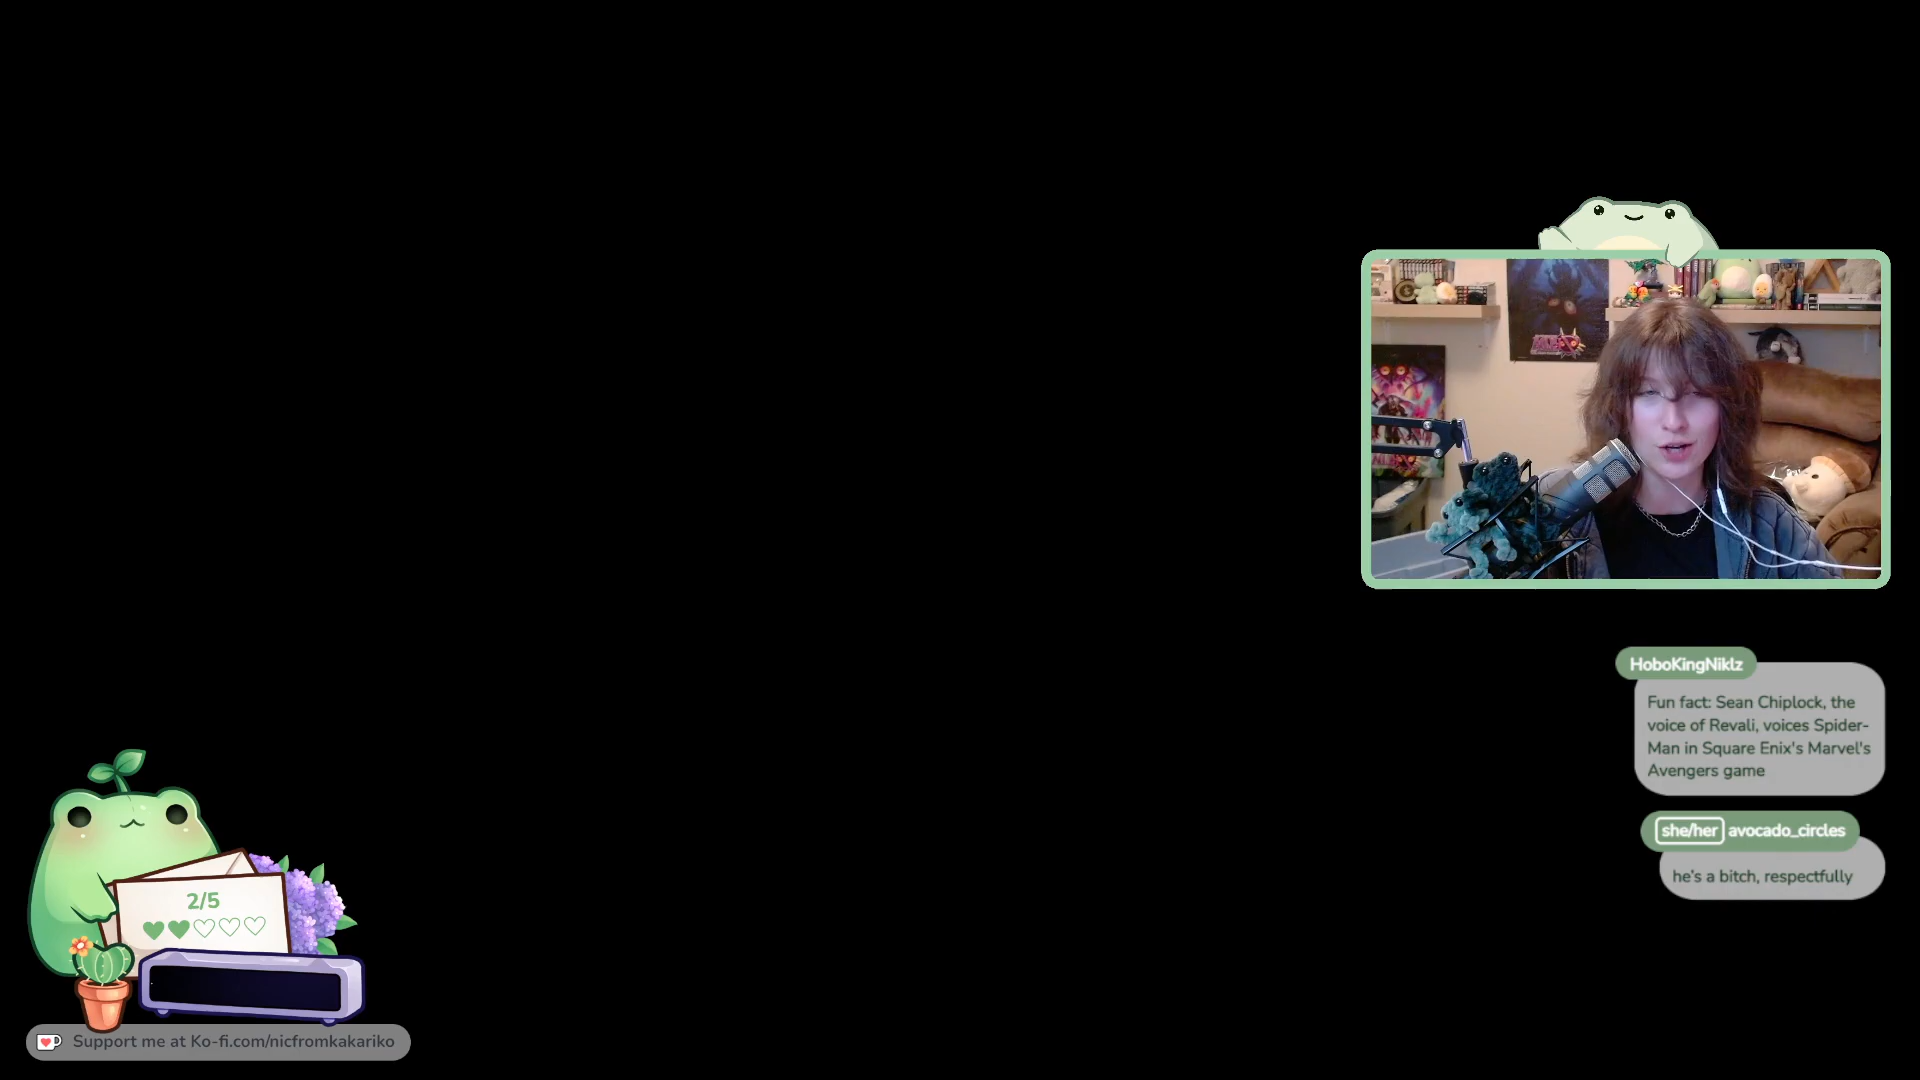 HoboKingNiklz
Fun fact: Sean Chiplock, the
voice of Revali, voices Spider-
Man in Square Enix's Marvel's
Avengers game
she/her avocado_circles
he's a bitch, respectfully
2/5
Support me at Ko-fi.com/nicfromkakariko